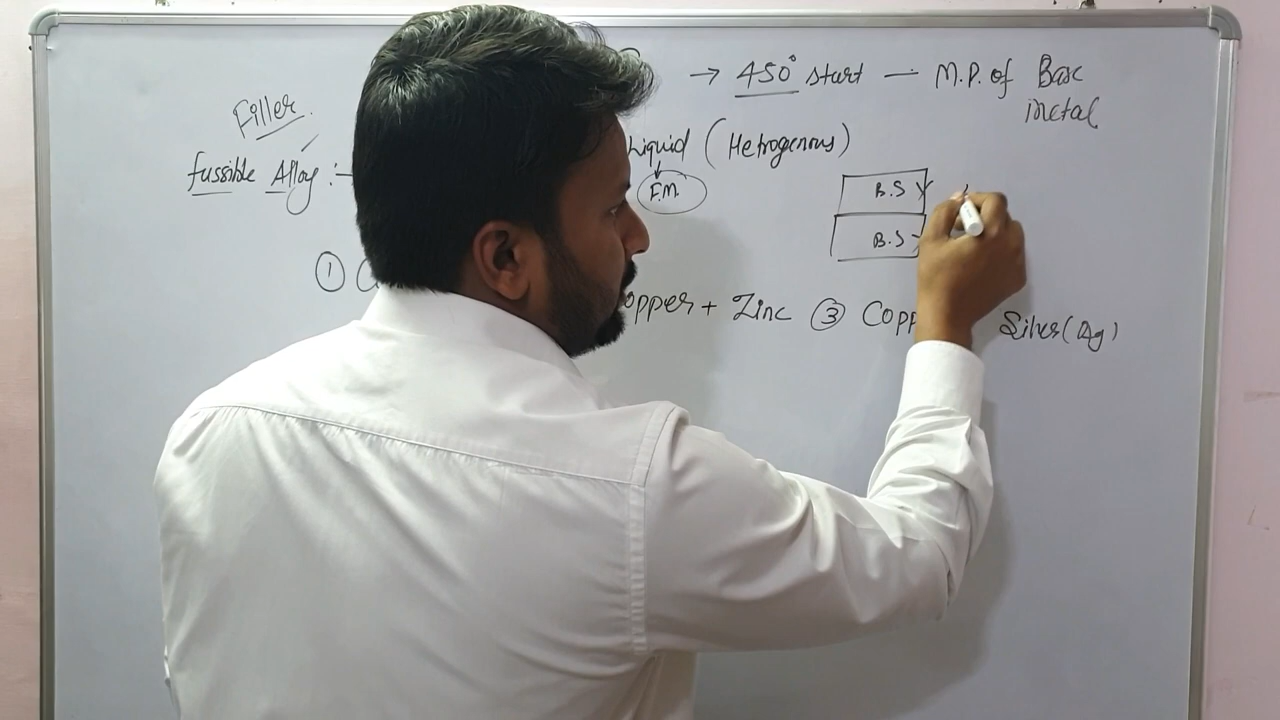 → 450° start — M.P. of Base
metal
Filler
fussible Alloy :-
Liquid (Hetrogenous)
F.M.
B.S
B.S
① opper + Zinc ③ Copp Silver (Ag)